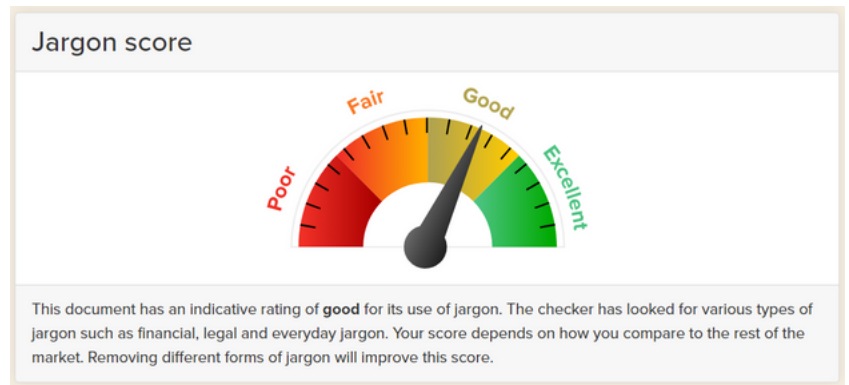 Jargon score
Poor
Fair
Good
Excellent
This document has an indicative rating of good for its use of jargon. The checker has looked for various types of
jargon such as financial, legal and everyday jargon. Your score depends on how you compare to the rest of the
market. Removing different forms of jargon will improve this score.